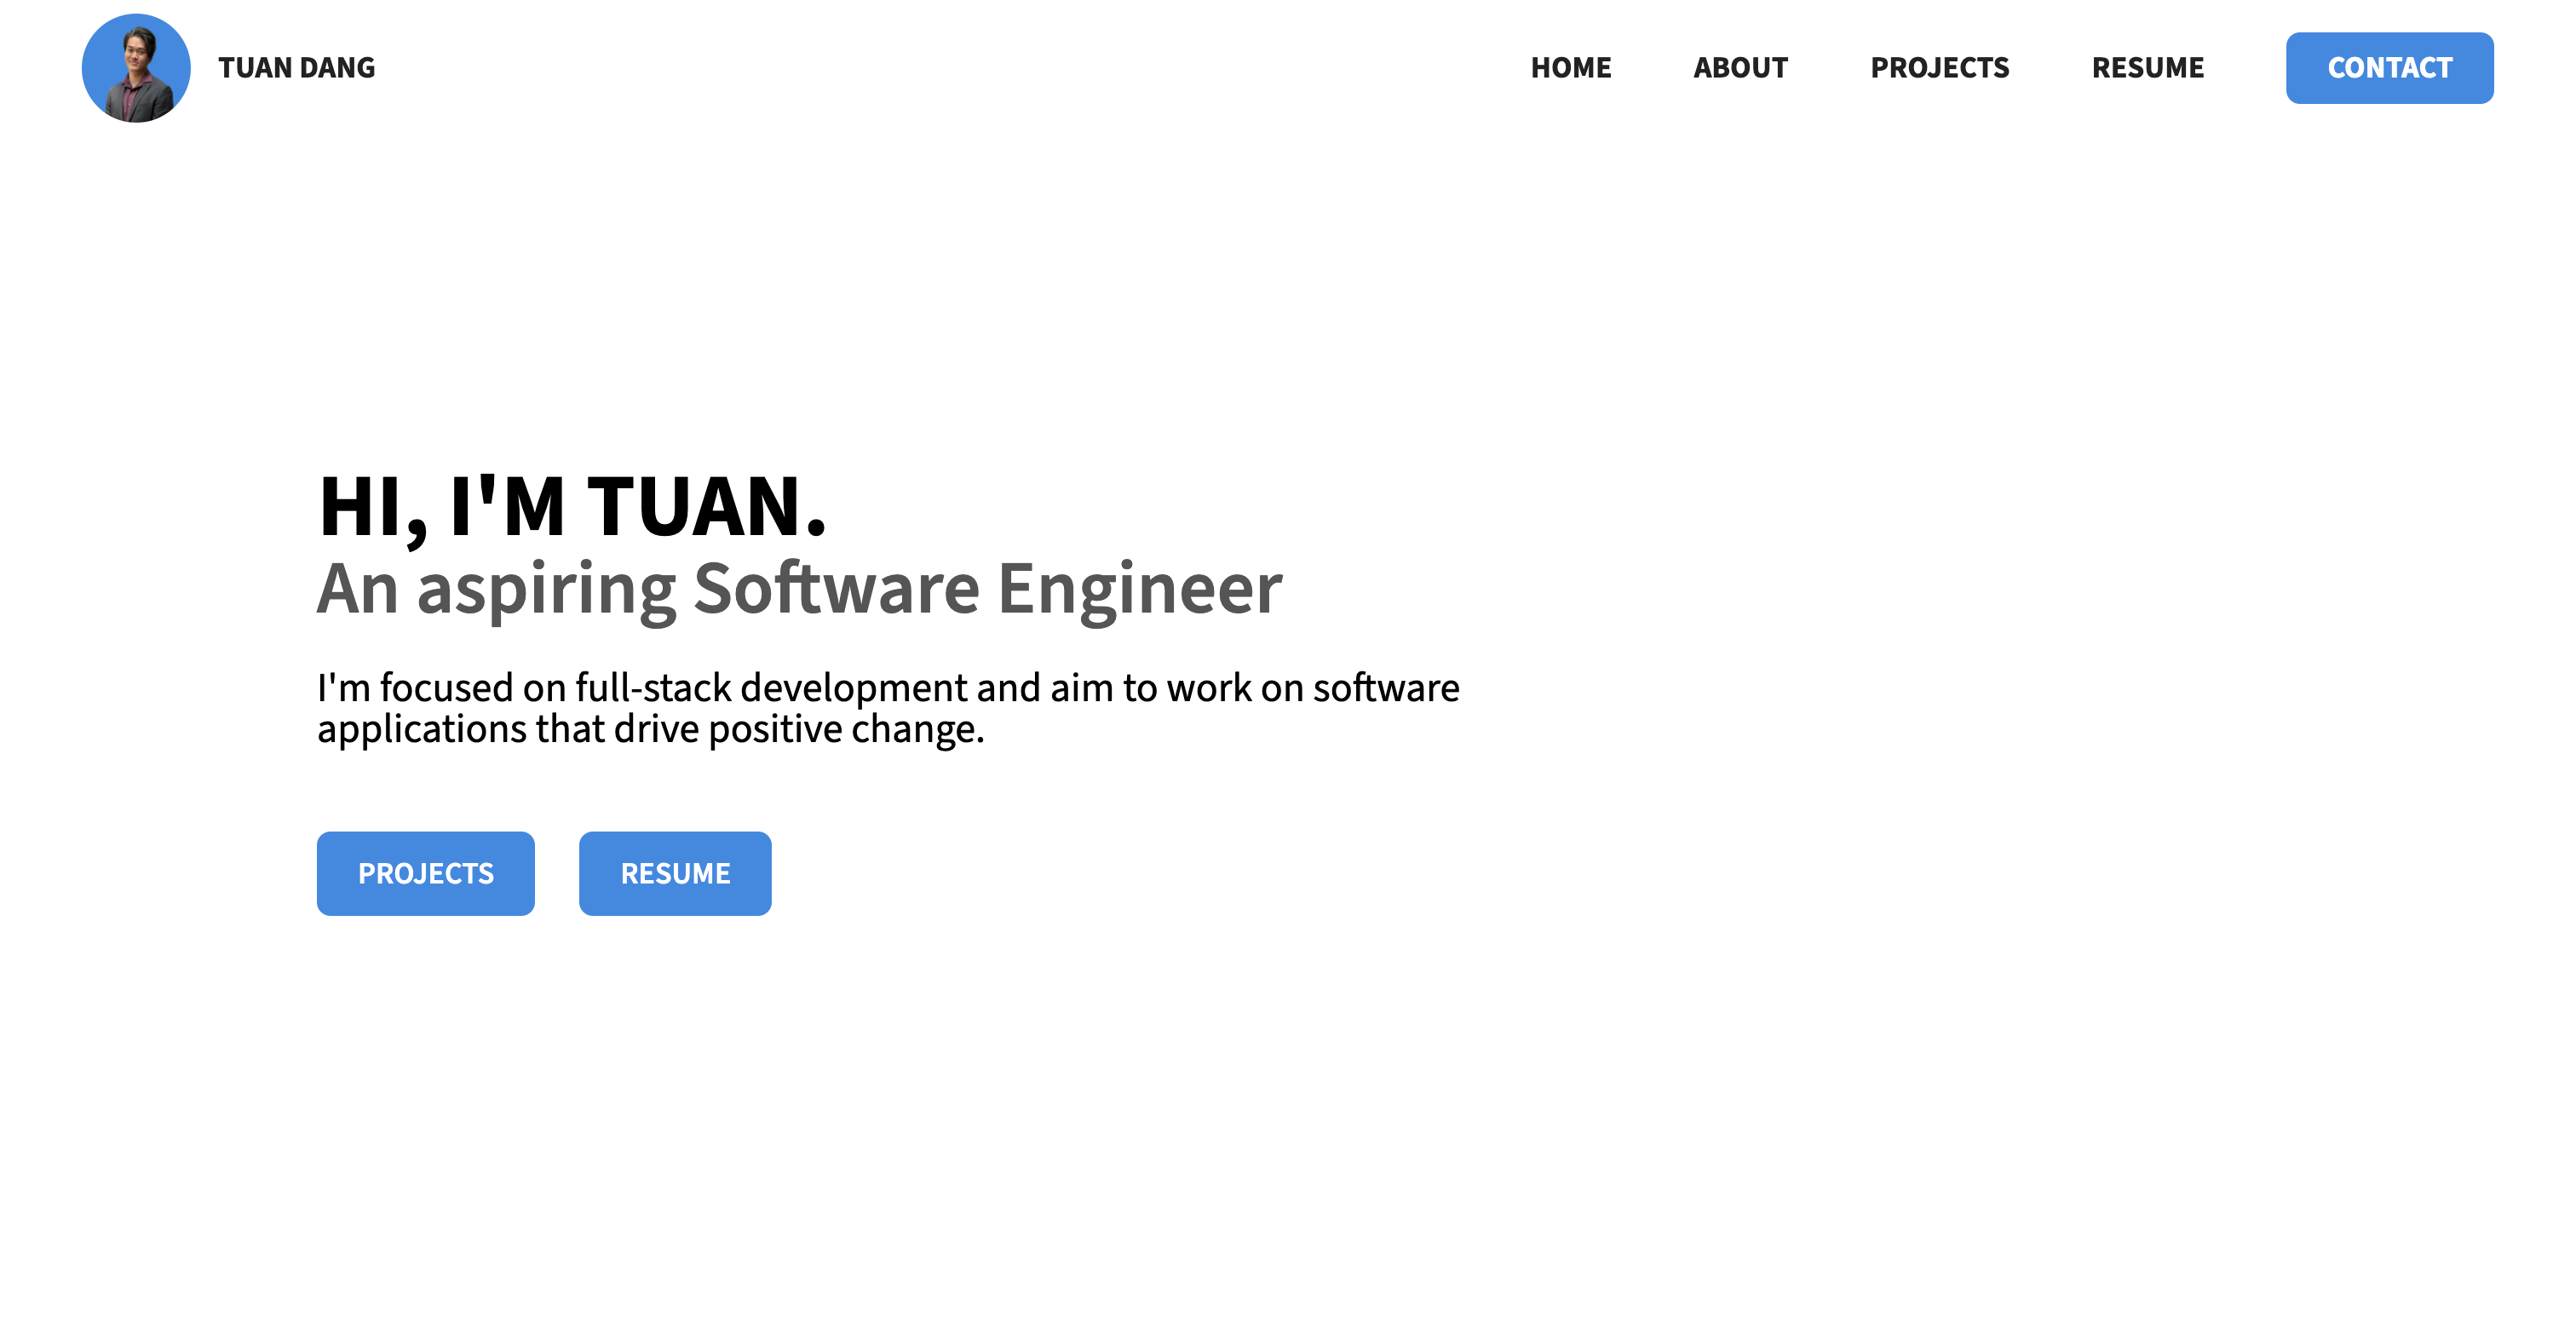 TUAN DANG
HOME
ABOUT
PROJECTS
RESUME
CONTACT
HI, I'M TUAN.
An aspiring Software Engineer
I'm focused on full-stack development and aim to work on software
applications that drive positive change.
PROJECTS
RESUME